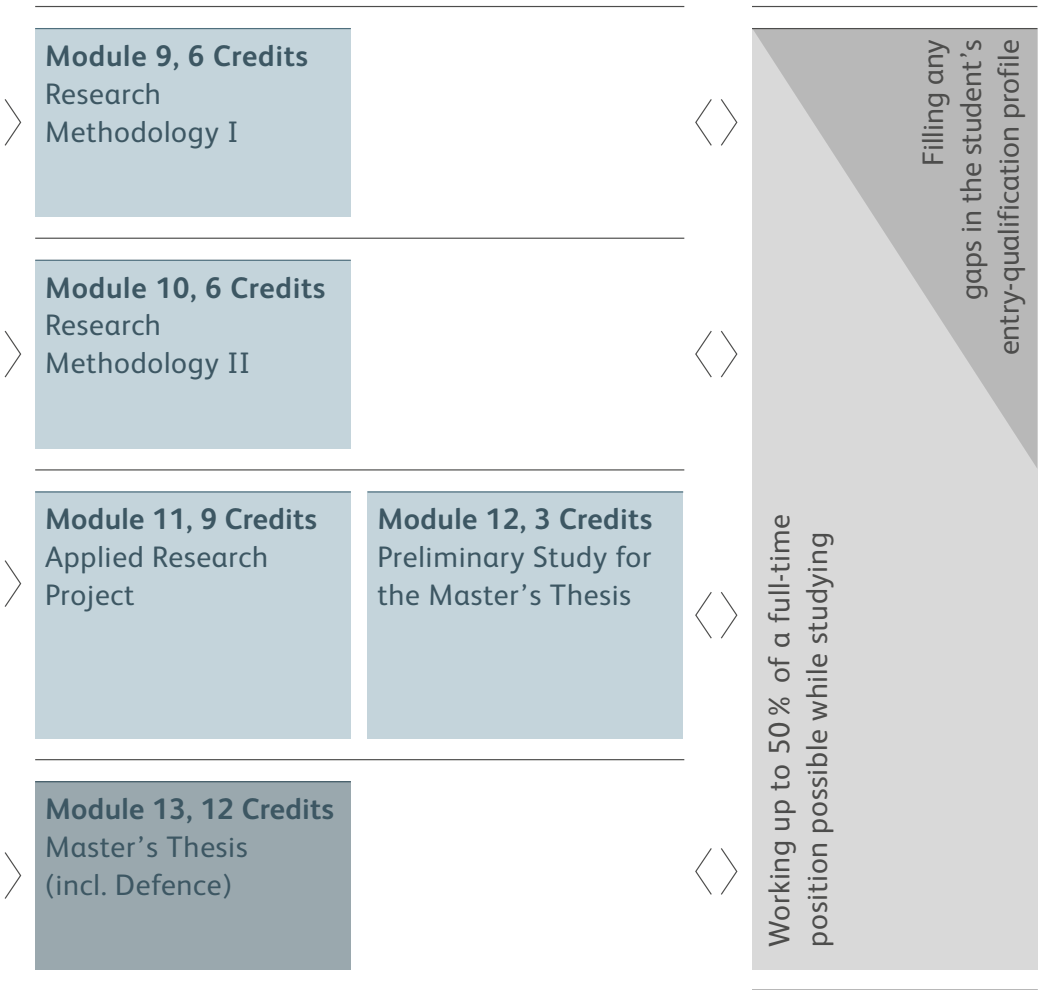 Module 9, 6 Credits
Research
Methodology I
Module 10, 6 Credits
Research
Methodology II
Module 11, 9 Credits
Applied Research
Project
Module 12, 3 Credits
Preliminary Study for
the Master’s Thesis
Module 13, 12 Credits
Master’s Thesis
(incl. Defence)
Filling any
gaps in the student’s
entry-qualification profile
Working up to 50% of a full-time
position possible while studying